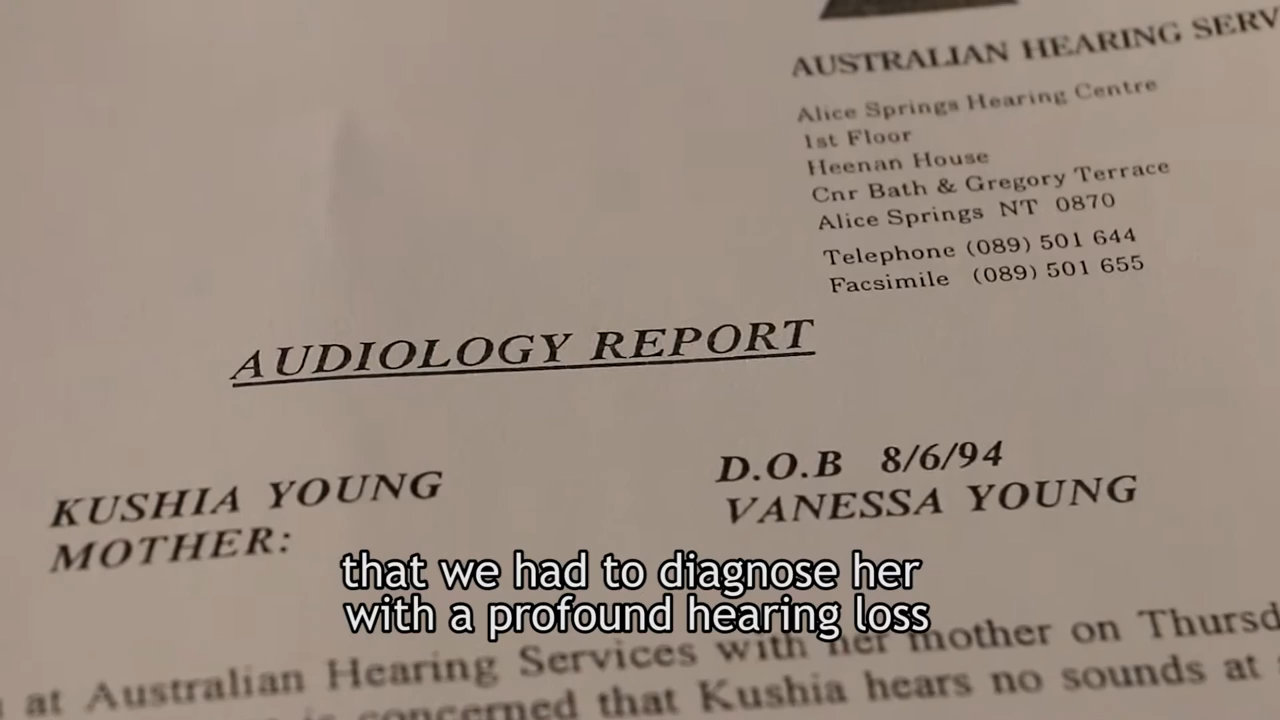 AUSTRALIAN HEARING SERV
Alice Springs Hearing Centre
1st Floor
Heenan House
Cnr Bath & Gregory Terrace
Alice Springs NT 0870
Telephone (089) 501 644
Facsimile (089) 501 655
AUDIOLOGY REPORT
KUSHIA YOUNG D.O.B 8/6/94
MOTHER: VANESSA YOUNG
that we had to diagnose her
with a profound hearing loss
at Australian Hearing Services with her mother on Thursd
is concerned that Kushia hears no sounds at